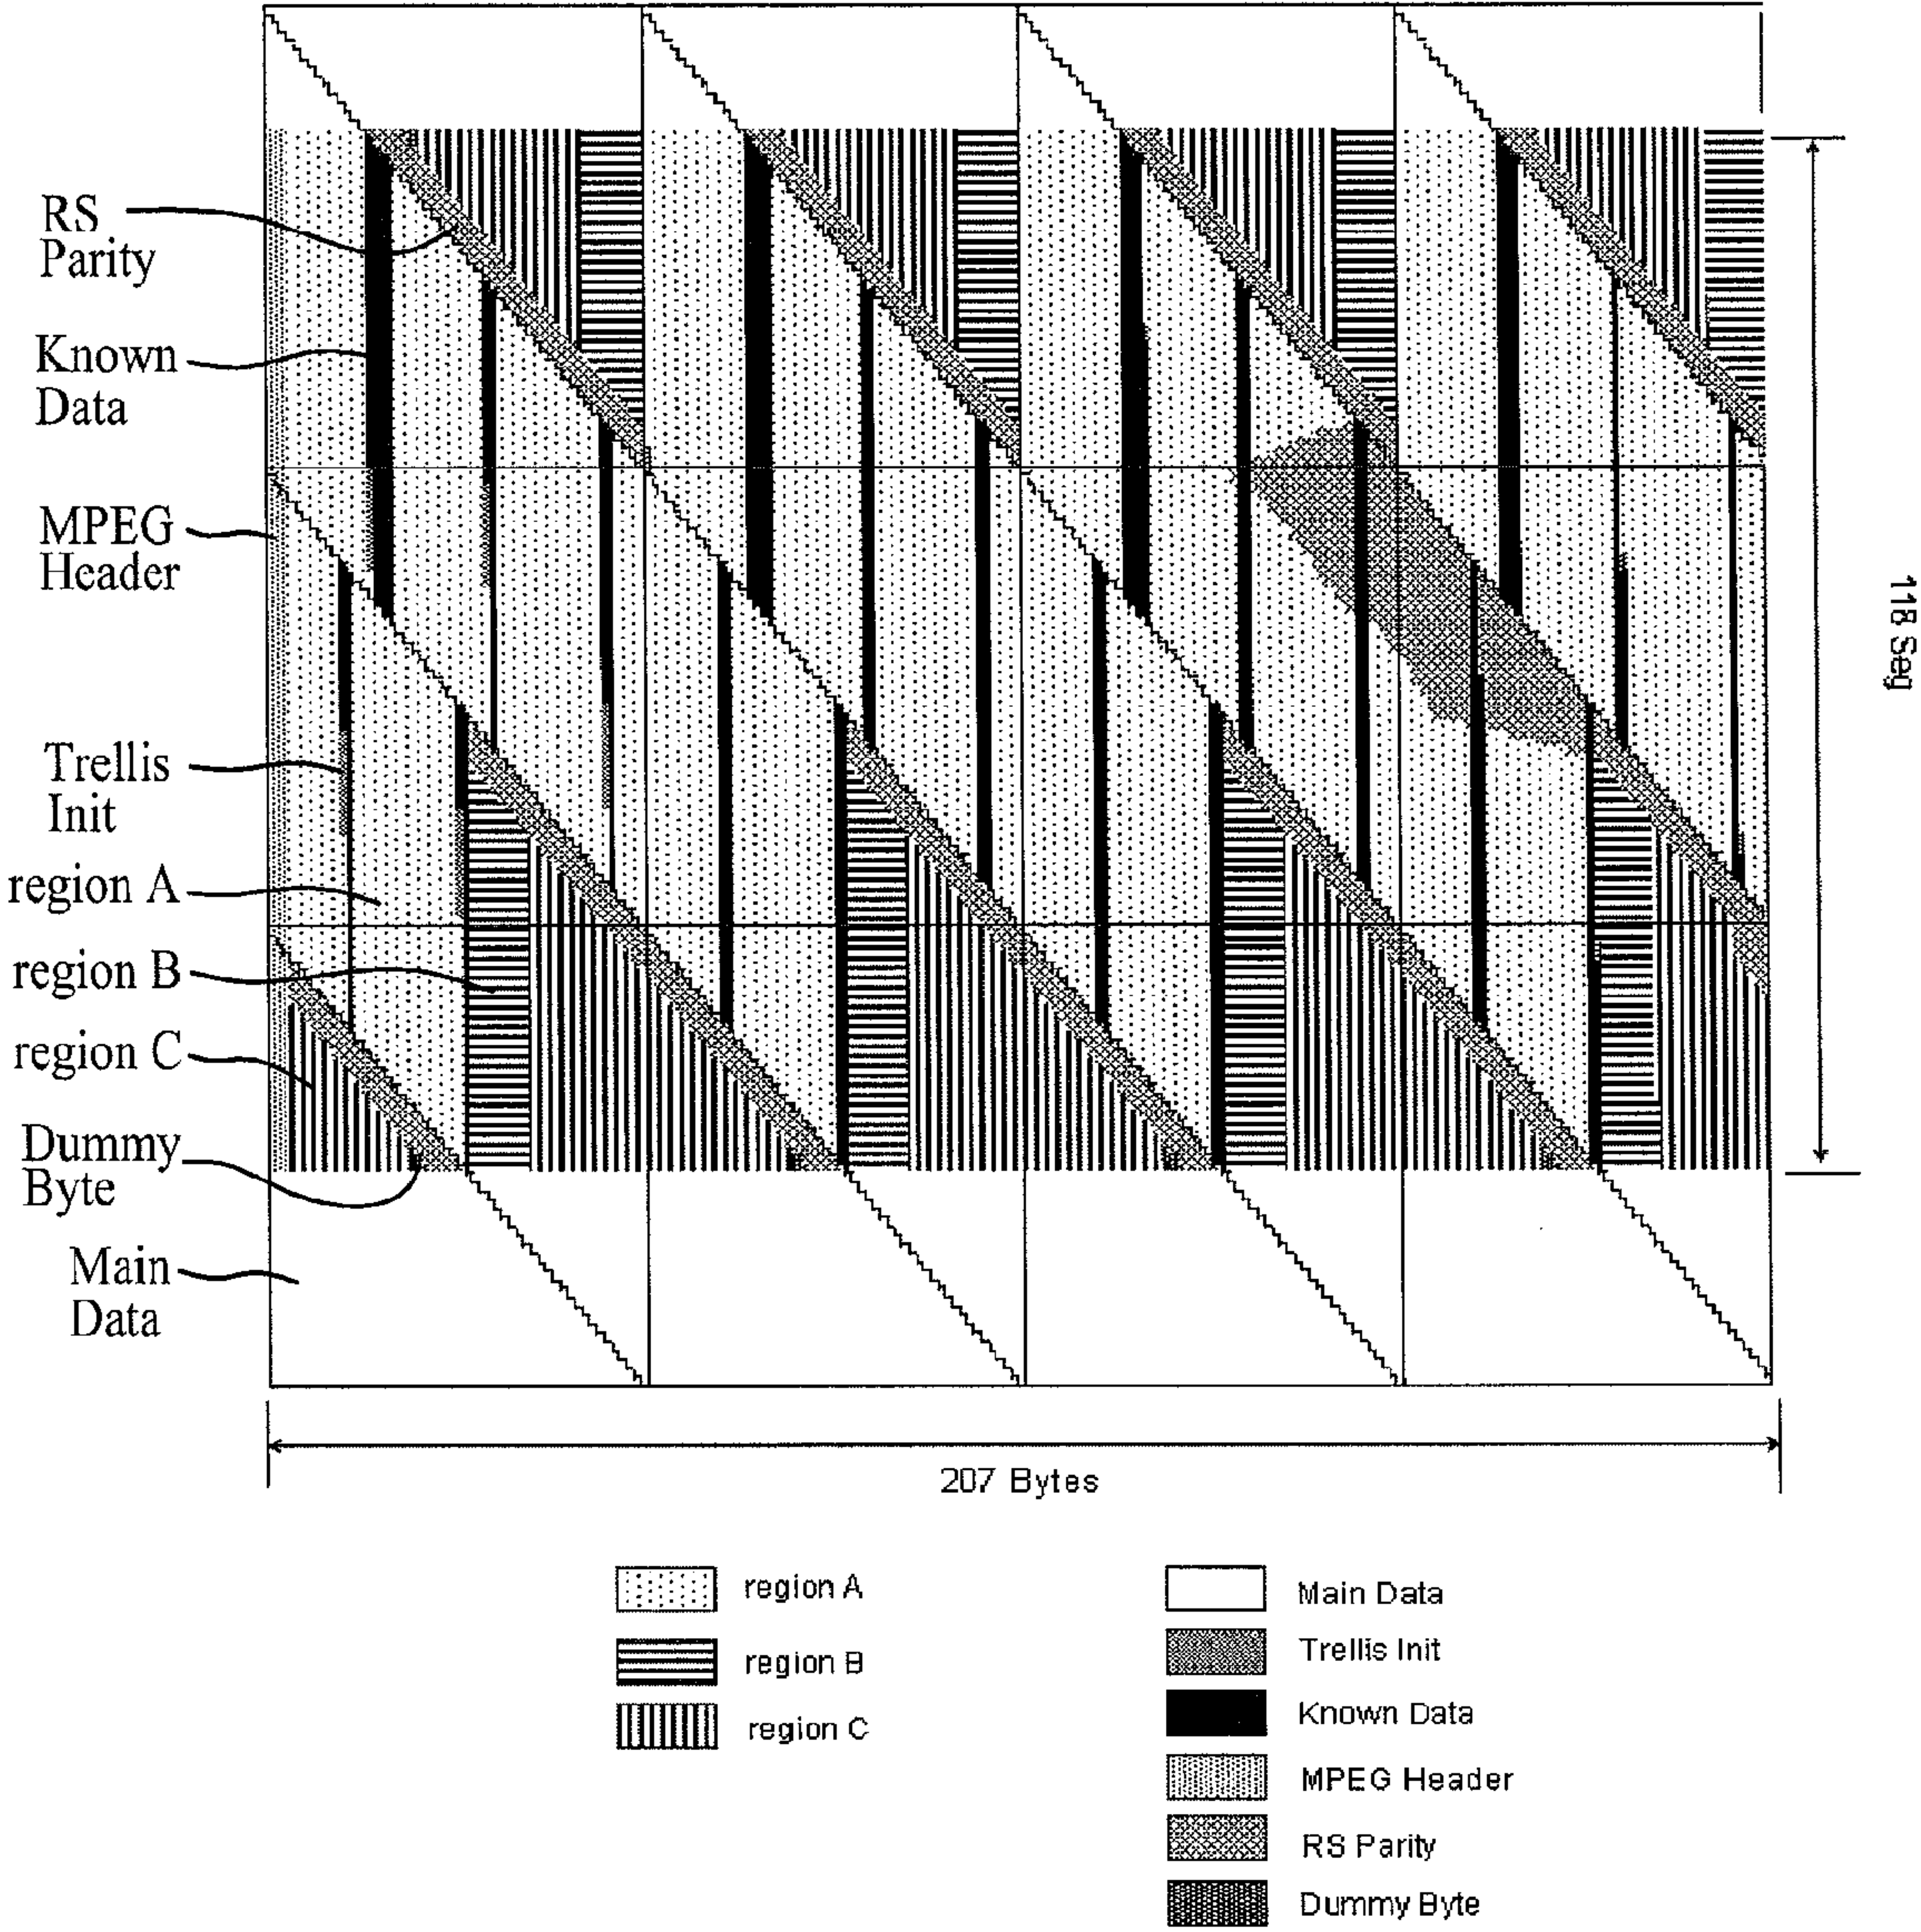 RS
Parity
Known
Data
MPEG
Header
Trellis
Init
region A
region B
region C
Dummy
Byte
Main
Data
118 Seg
207 Bytes
region A
region B
region C
Main Data
Trellis Init
Known Data
MPEG Header
RS Parity
Dummy Byte